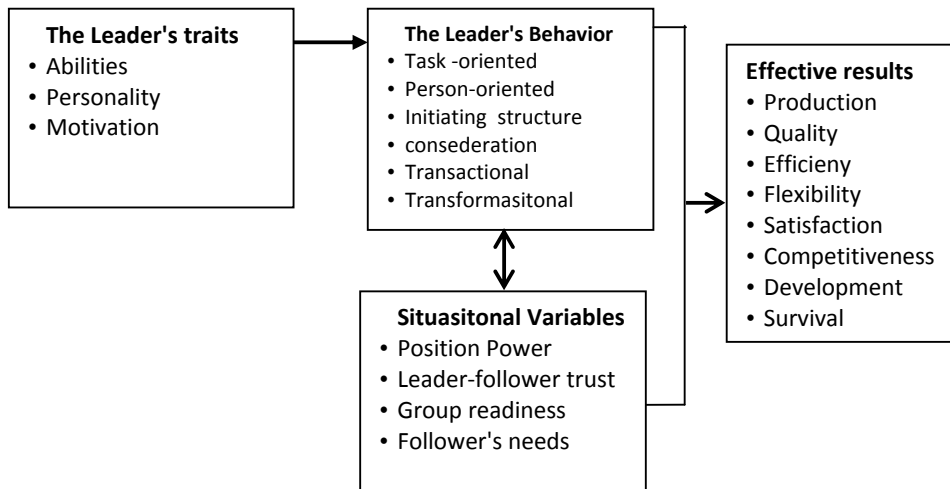 The Leader's traits
• Abilities
• Personality
• Motivation
The Leader's Behavior
• Task -oriented
• Person-oriented
• Initiating structure
• consederation
• Transactional
• Transformasitonal
Situasitonal Variables
• Position Power
• Leader-follower trust
• Group readiness
• Follower's needs
Effective results
• Production
• Quality
• Efficieny
• Flexibility
• Satisfaction
• Competitiveness
• Development
• Survival